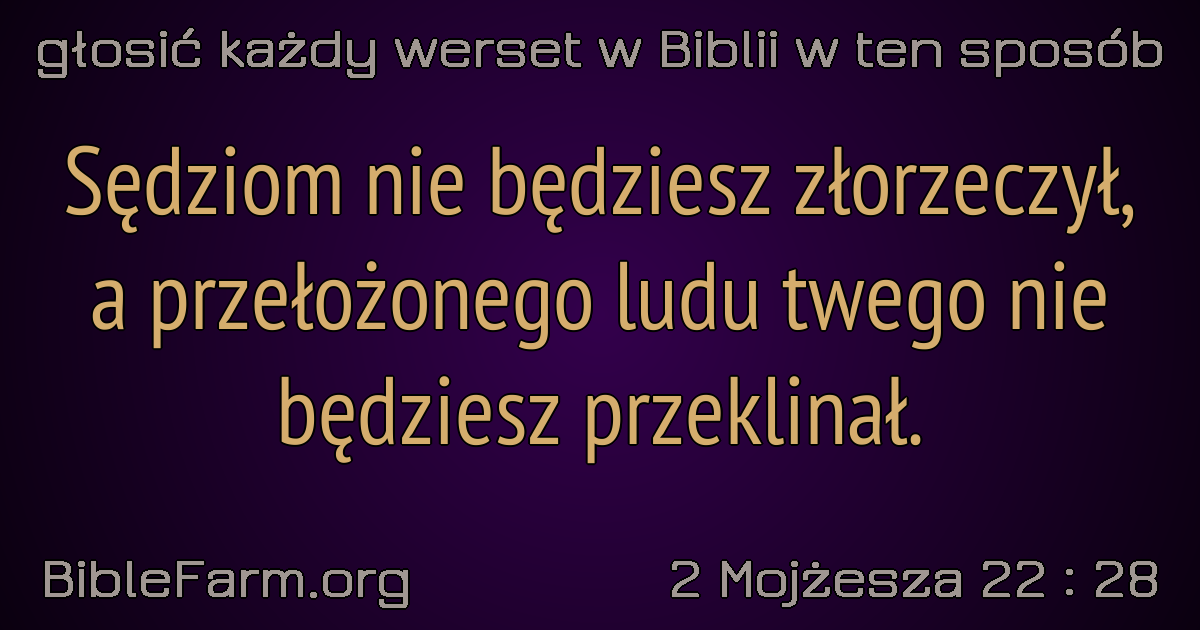 głosić każdy werset w Biblii w ten sposób
Sędziom nie będziesz złorzeczył,
a przełożonego ludu twego nie
będziesz przeklinał.
BibleFarm.org
2 Mojżesza 22 : 28